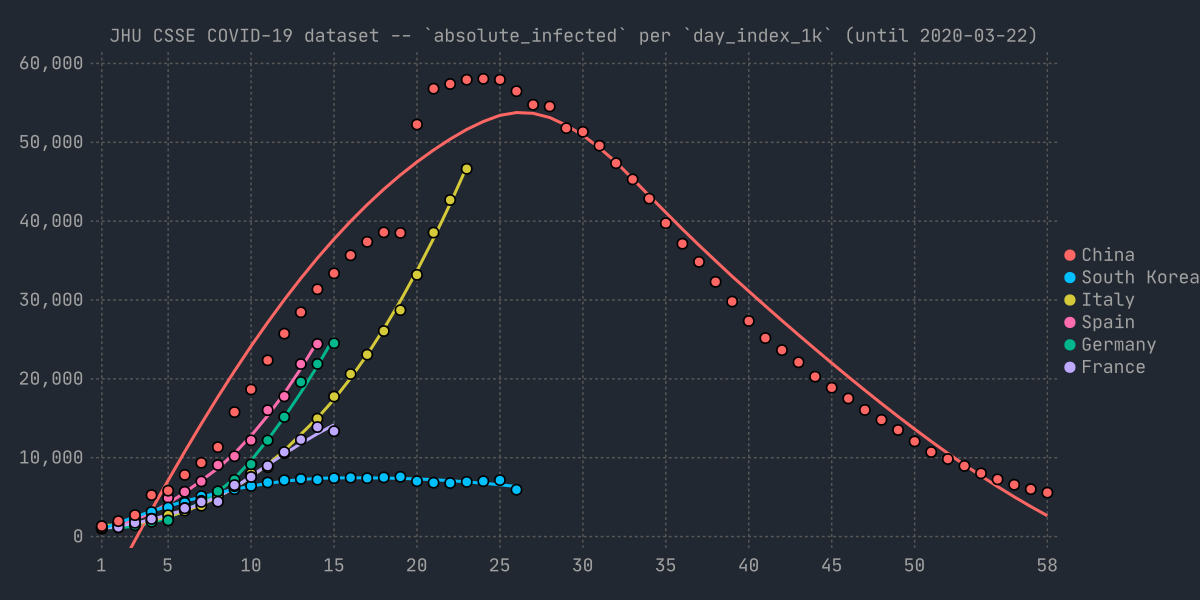 JHU CSSE COVID-19 dataset -- `absolute_infected` per `day_index_1k` (until 2020-03-22)
60,000
50,000
40,000
30,000
20,000
10,000
0
1 5 10 15 20 25 30 35 40 45 50 58
China
South Korea
Italy
Spain
Germany
France